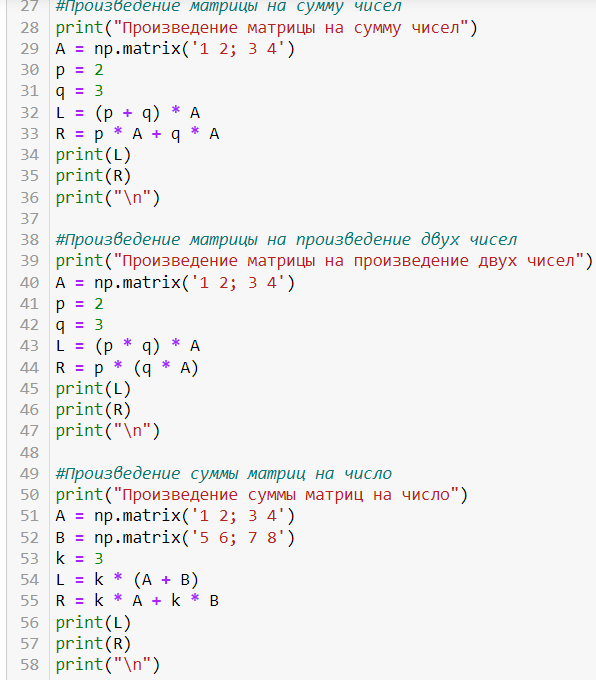 27 #Произведение матрицы на сумму чисел
28 print("Произведение матрицы на сумму чисел")
29 A = np.matrix('1 2; 3 4')
30 p = 2
31 q = 3
32 L = (p + q) * A
33 R = p * A + q * A
34 print(L)
35 print(R)
36 print("\n")
37
38 #Произведение матрицы на произведение двух чисел
39 print("Произведение матрицы на произведение двух чисел")
40 A = np.matrix('1 2; 3 4')
41 p = 2
42 q = 3
43 L = (p * q) * A
44 R = p * (q * A)
45 print(L)
46 print(R)
47 print("\n")
48
49 #Произведение суммы матриц на число
50 print("Произведение суммы матриц на число")
51 A = np.matrix('1 2; 3 4')
52 B = np.matrix('5 6; 7 8')
53 k = 3
54 L = k * (A + B)
55 R = k * A + k * B
56 print(L)
57 print(R)
58 print("\n")